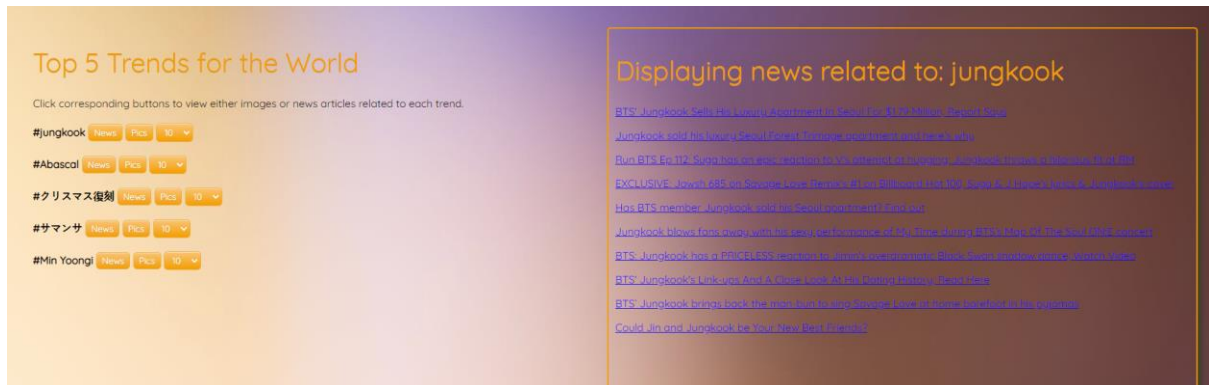 Top 5 Trends for the World
Click corresponding buttons to view either images or news articles related to each trend.
#jungkook News Pics 10
#Abascal News Pics 10
#クリスマス復刻 News Pics 10
#サマンサ News Pics 10
#Min Yoongi News Pics 10
Displaying news related to: jungkook
BTS' Jungkook Sells His Luxury Apartment In Seoul For $1.79 Million, Report Says
Jungkook sold his luxury Seoul Forest Trimage apartment and here's why
Run BTS Ep 112: Suga has an epic reaction to V's attempt at hugging; Jungkook throws a hilarious fit at RM
EXCLUSIVE: Jawsh 685 on Savage Love Remix's #1 on Billboard Hot 100, Suga & J Hope's lyrics & Jungkook's cover
Has BTS member Jungkook sold his Seoul apartment? Find out
Jungkook blows fans away with his sexy performance of My Time during BTS's Map Of The Soul ON:E concert
BTS: Jungkook has a PRICELESS reaction to Jimin's overdramatic Black Swan shadow dance; Watch Video
BTS' Jungkook's Link-ups And A Close Look At His Dating History; Read Here
BTS' Jungkook brings back the man-bun to sing Savage Love at home barefoot in his pyjamas
Could Jin and Jungkook be Your New Best Friends?